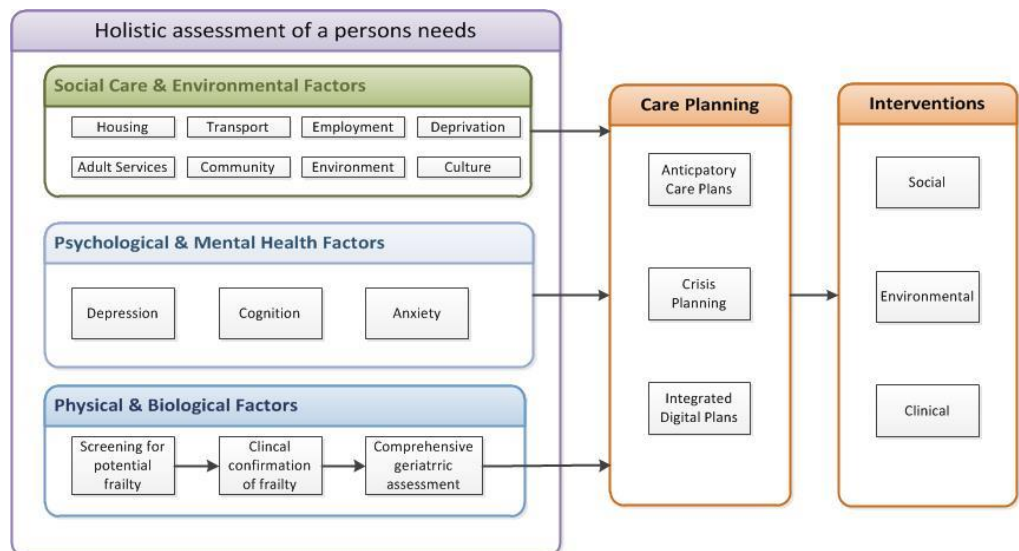 Holistic assessment of a persons needs
Social Care & Environmental Factors
Housing
Transport
Employment
Deprivation
Adult Services
Community
Environment
Culture
Psychological & Mental Health Factors
Depression
Cognition
Anxiety
Physical & Biological Factors
Screening for
potential
frailty
Clincal
confirmation
of frailty
Comprehensive
geriatrric
assessment
Care Planning
Anticpatory
Care Plans
Crisis
Planning
Integrated
Digital Plans
Interventions
Social
Environmental
Clinical